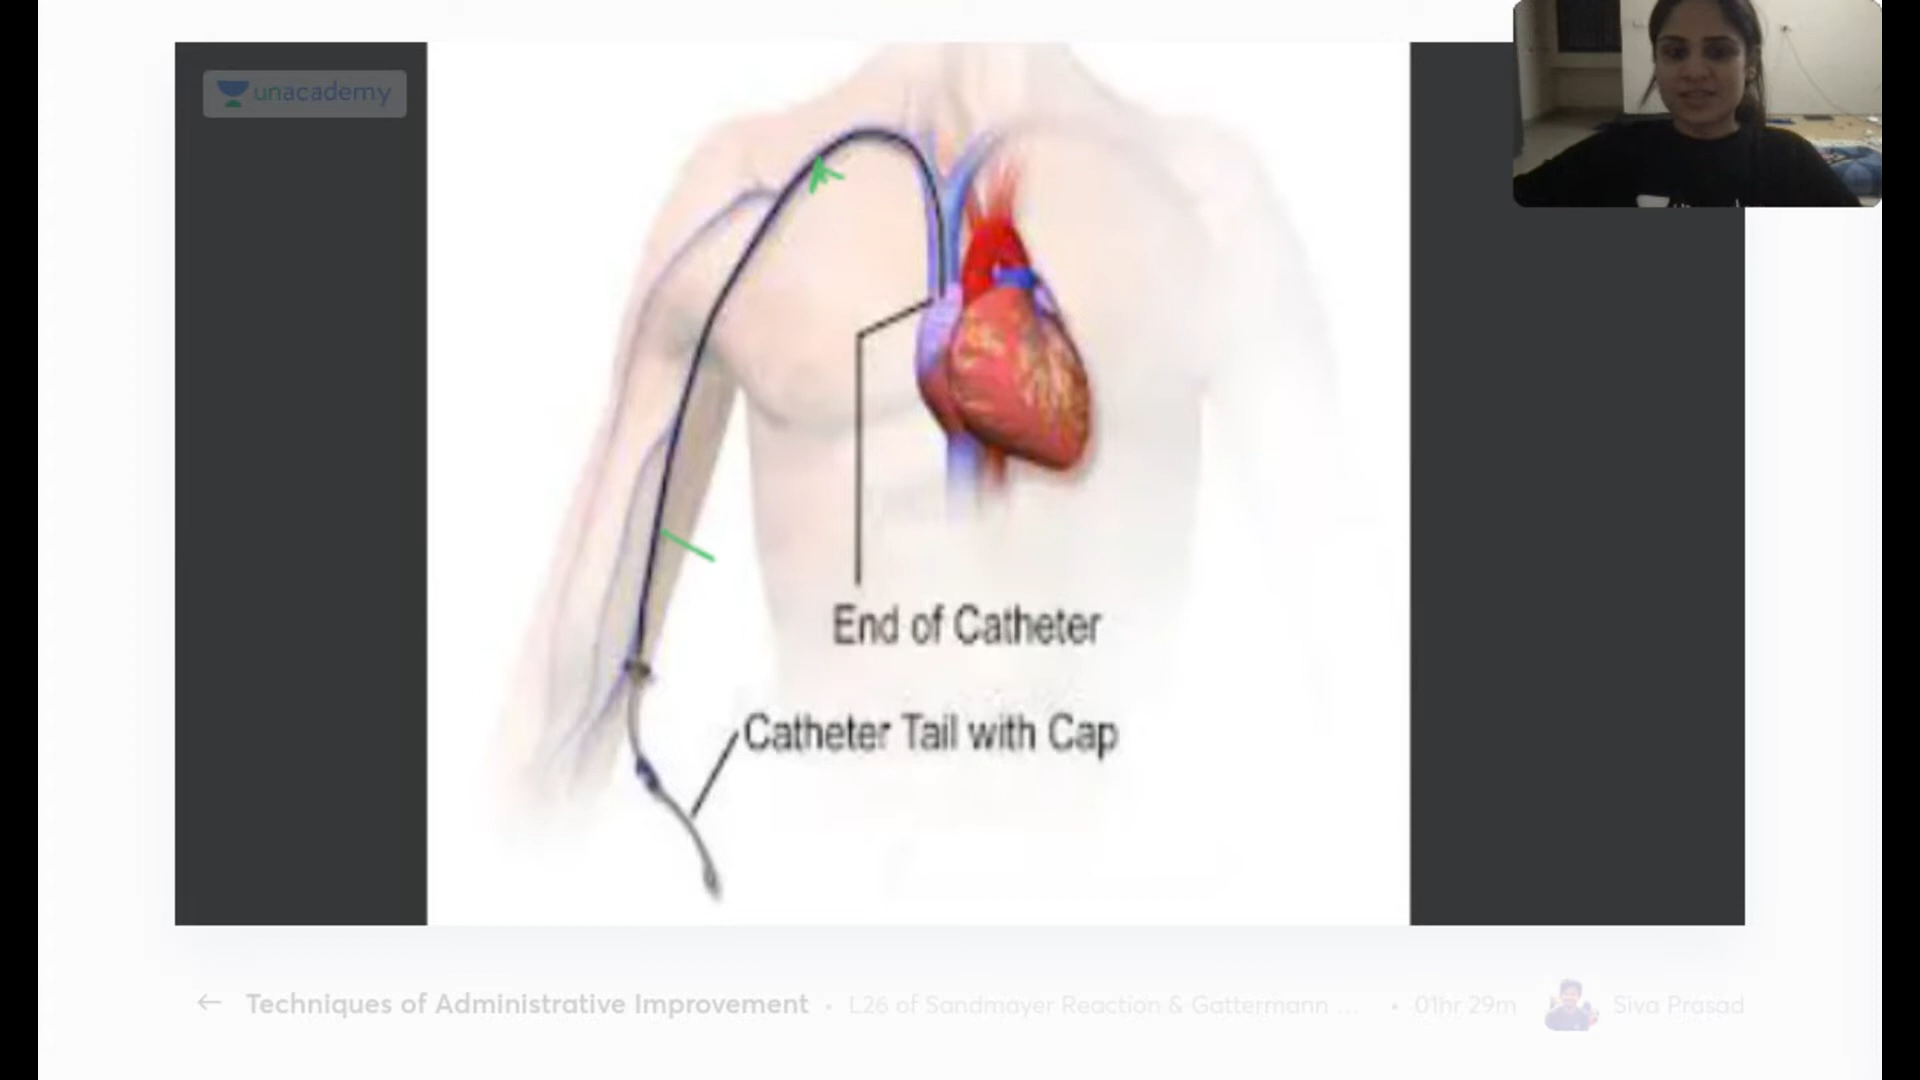 unacademy
End of Catheter
Catheter Tail with Cap
← Techniques of Administrative Improvement • L26 of Sandmayer Reaction & Gattermann ... • 01hr 29m Siva Prasad